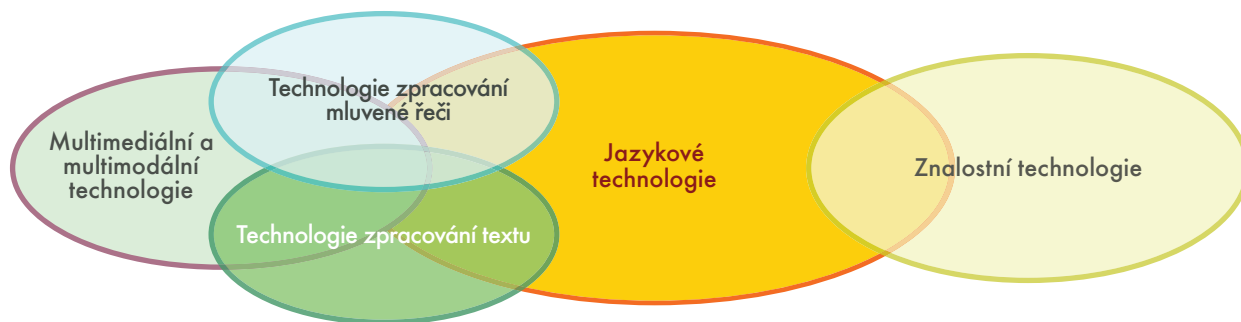 Technologie zpracování
mluvené řeči
Multimediální a
multimodální
technologie
Technologie zpracování textu
Jazykové
technologie
Znalostní technologie